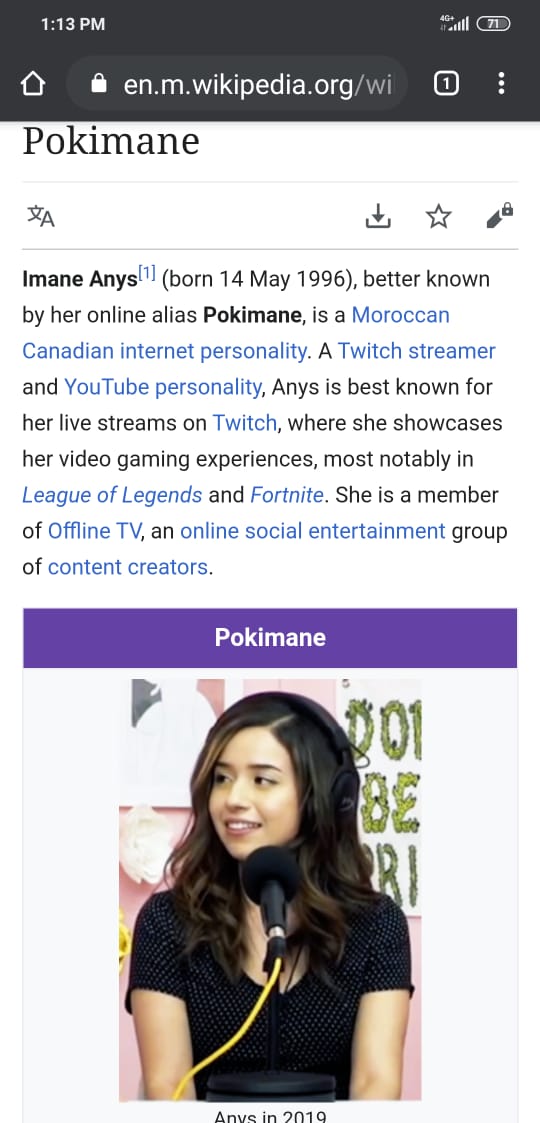 1:13 PM
4G+
71
en.m.wikipedia.org/wi
1
Pokimane
文A
Imane Anys[1] (born 14 May 1996), better known
by her online alias Pokimane, is a Moroccan
Canadian internet personality. A Twitch streamer
and YouTube personality, Anys is best known for
her live streams on Twitch, where she showcases
her video gaming experiences, most notably in
League of Legends and Fortnite. She is a member
of Offline TV, an online social entertainment group
of content creators.
Pokimane
DO
BE
RI
Anys in 2019